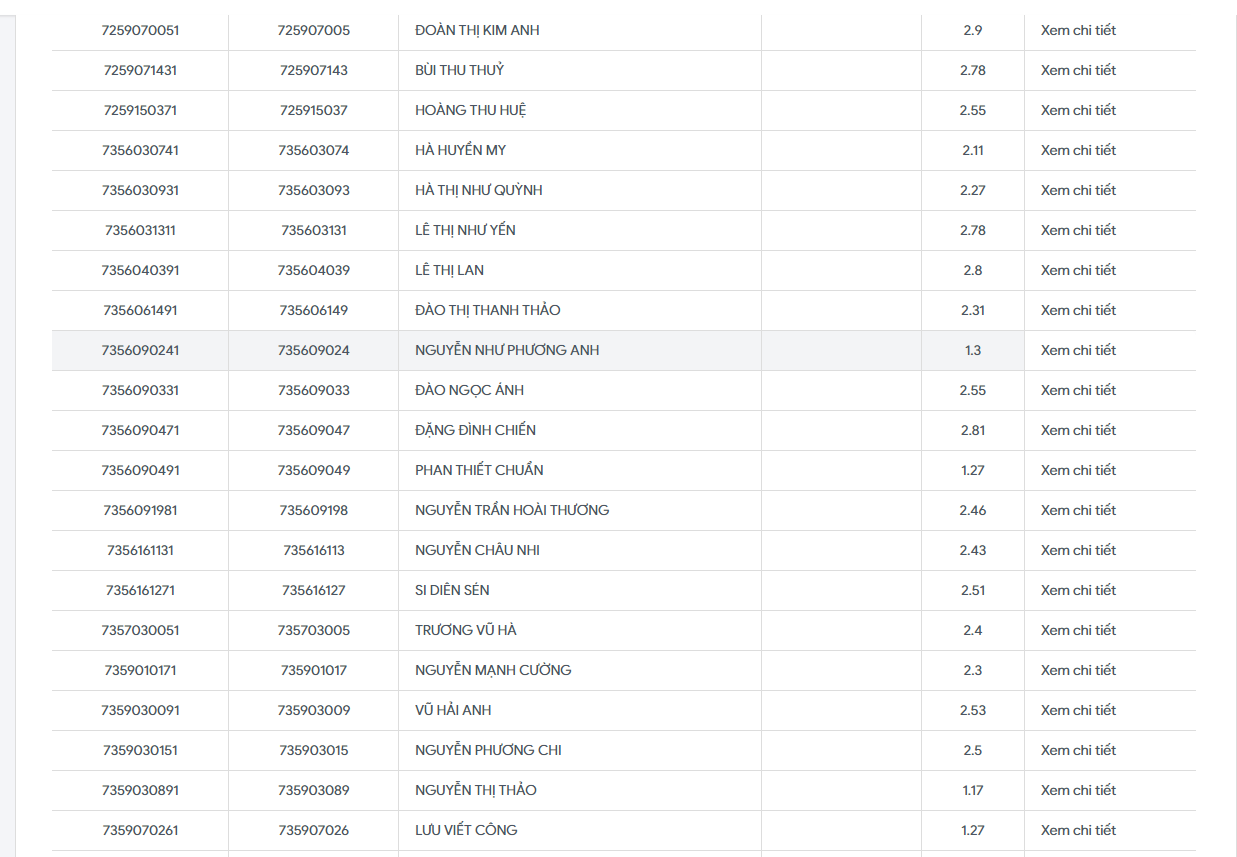 7259070051 725907005 ĐOÀN THỊ KIM ANH 2.9 Xem chi tiết
7259071431 725907143 BÙI THU THUỶ 2.78 Xem chi tiết
7259150371 725915037 HOÀNG THU HUỆ 2.55 Xem chi tiết
7356030741 735603074 HÀ HUYỀN MY 2.11 Xem chi tiết
7356030931 735603093 HÀ THỊ NHƯ QUỲNH 2.27 Xem chi tiết
7356031311 735603131 LÊ THỊ NHƯ YẾN 2.78 Xem chi tiết
7356040391 735604039 LÊ THỊ LAN 2.8 Xem chi tiết
7356061491 735606149 ĐÀO THỊ THANH THẢO 2.31 Xem chi tiết
7356090241 735609024 NGUYỄN NHƯ PHƯƠNG ANH 1.3 Xem chi tiết
7356090331 735609033 ĐÀO NGỌC ÁNH 2.55 Xem chi tiết
7356090471 735609047 ĐẶNG ĐÌNH CHIẾN 2.81 Xem chi tiết
7356090491 735609049 PHAN THIẾT CHUẨN 1.27 Xem chi tiết
7356091981 735609198 NGUYỄN TRẦN HOÀI THƯƠNG 2.46 Xem chi tiết
7356161131 735616113 NGUYỄN CHÂU NHI 2.43 Xem chi tiết
7356161271 735616127 SI DIÊN SÉN 2.51 Xem chi tiết
7357030051 735703005 TRƯƠNG VŨ HÀ 2.4 Xem chi tiết
7359010171 735901017 NGUYỄN MẠNH CƯỜNG 2.3 Xem chi tiết
7359030091 735903009 VŨ HẢI ANH 2.53 Xem chi tiết
7359030151 735903015 NGUYỄN PHƯƠNG CHI 2.5 Xem chi tiết
7359030891 735903089 NGUYỄN THỊ THẢO 1.17 Xem chi tiết
7359070261 735907026 LƯU VIẾT CÔNG 1.27 Xem chi tiết